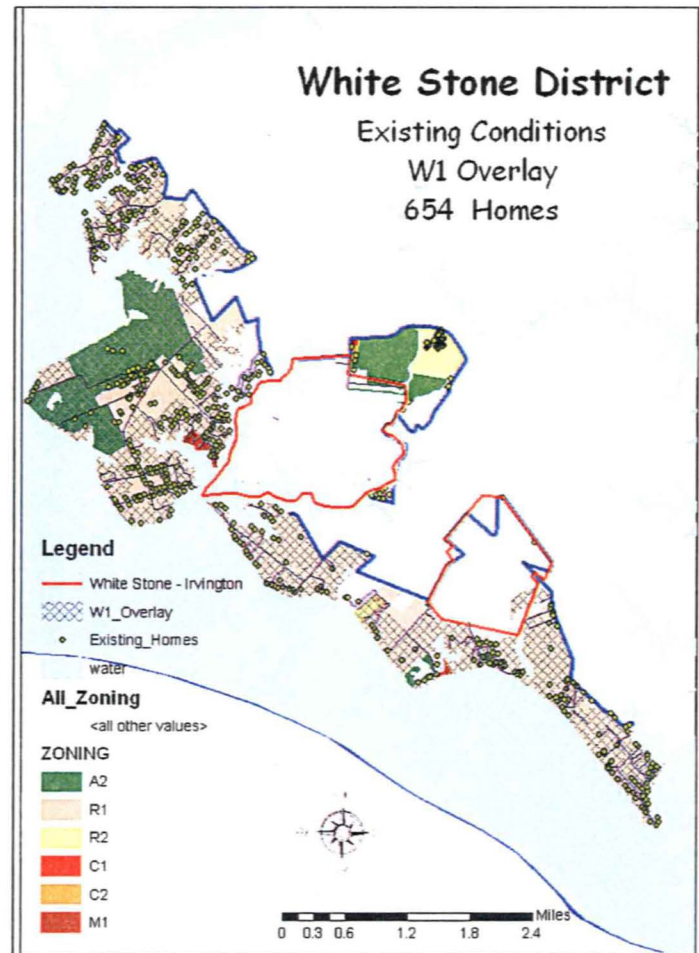 White Stone District
Existing Conditions
W1 Overlay
654 Homes
Legend
White Stone - Irvington
W1_Overlay
Existing_Homes
water
All_Zoning
<all other values>
ZONING
A2
R1
R2
C1
C2
M1
Miles
0 0.3 0.6 1.2 1.8 2.4